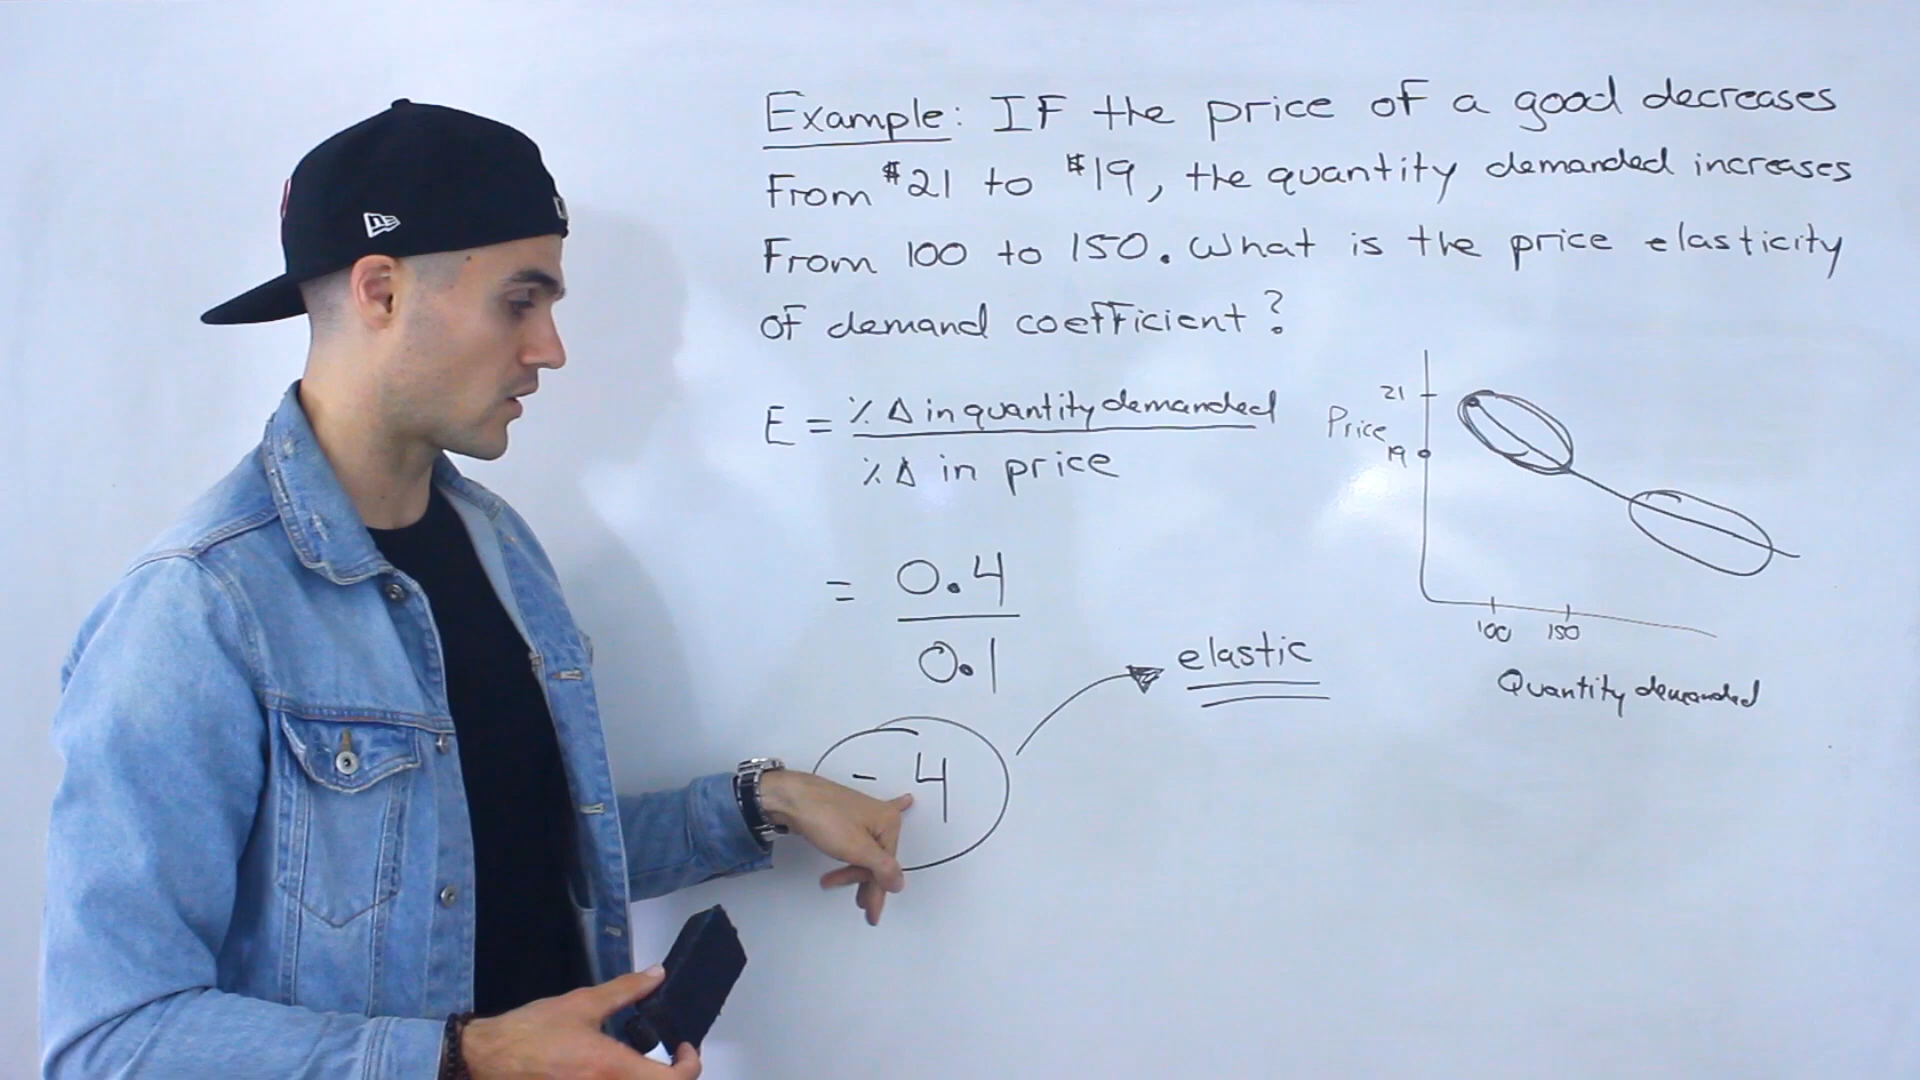 Example: IF the price of a good decreases
From $21 to $19, the quantity demanded increases
From 100 to 150. What is the price elasticity
of demand coefficient?
E = % Δ in quantity demanded
% Δ in price
= 0.4
0.1
- 4
elastic
21
Price
19
100 150
Quantity demanded